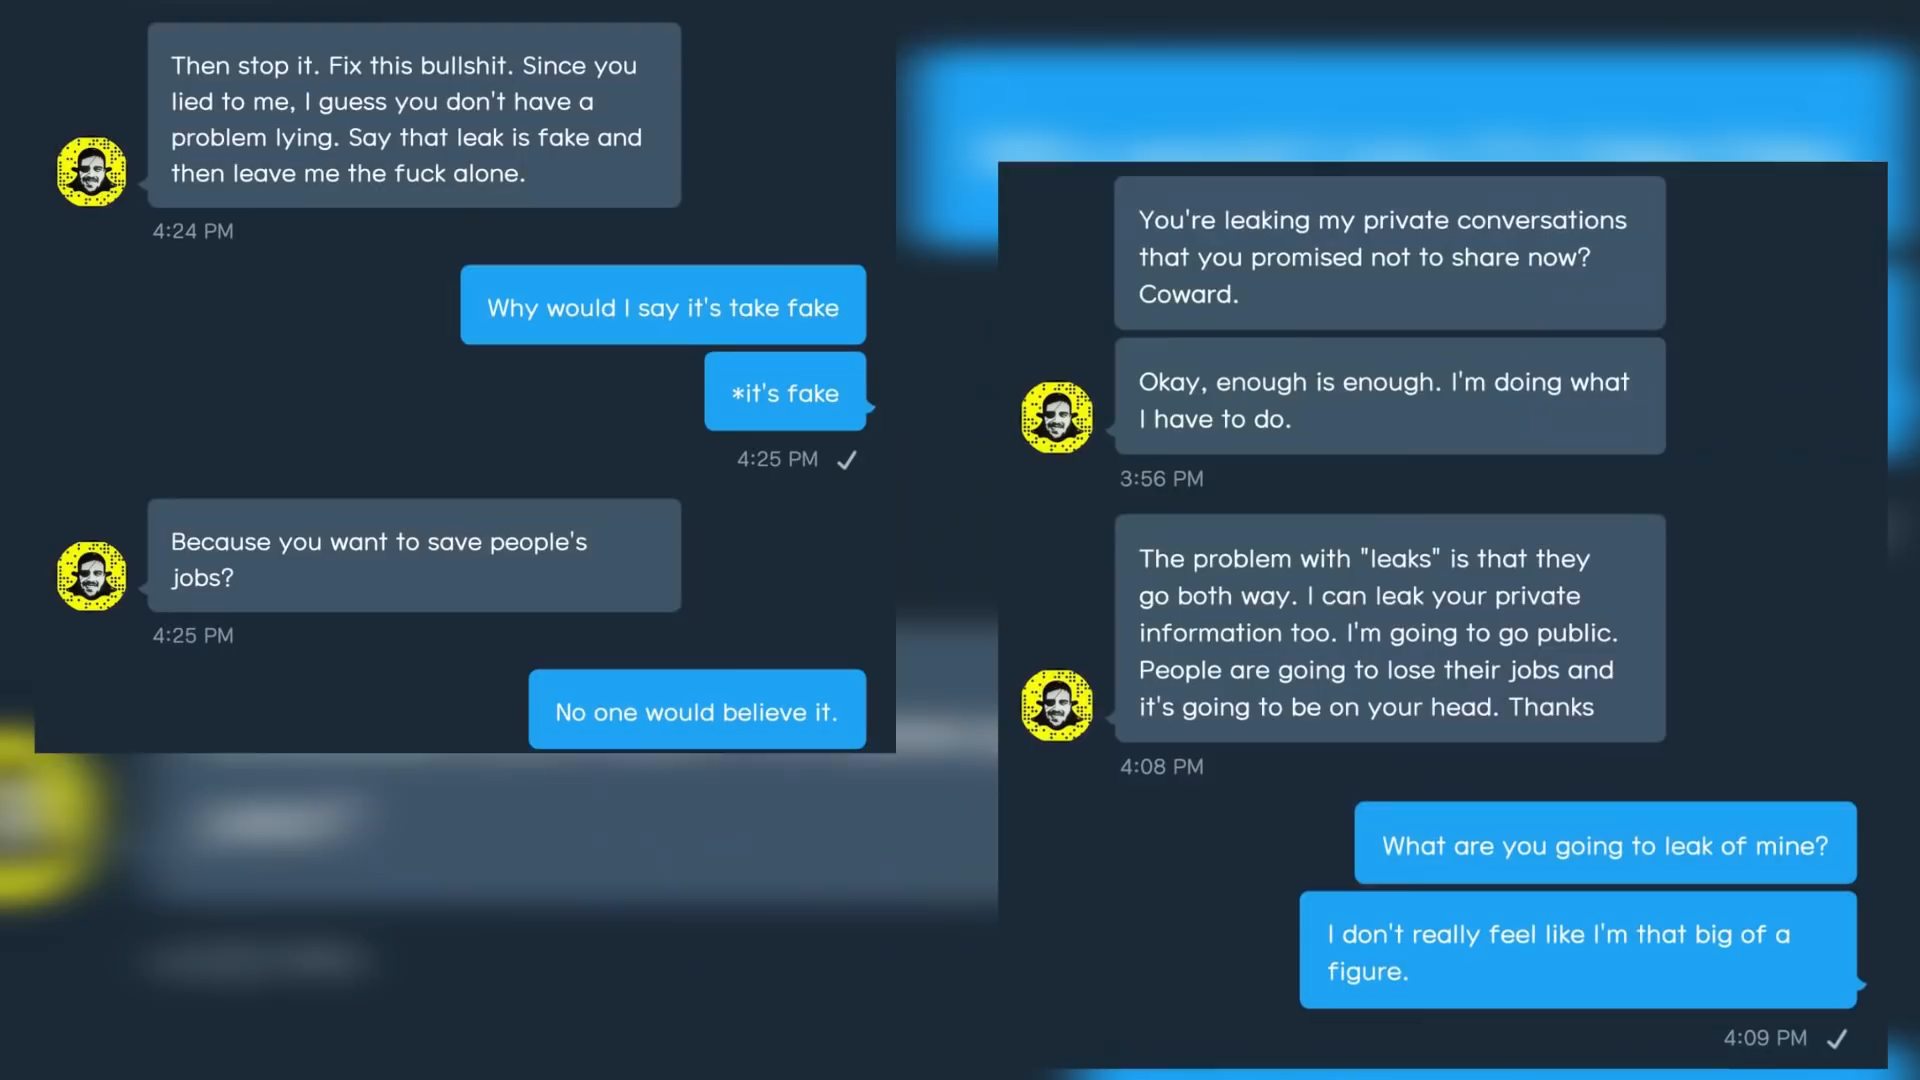 Then stop it. Fix this bullshit. Since you
lied to me, I guess you don't have a
problem lying. Say that leak is fake and
then leave me the fuck alone.
4:24 PM
Why would I say it's take fake
*it's fake
4:25 PM
Because you want to save people's
jobs?
4:25 PM
No one would believe it.
You're leaking my private conversations
that you promised not to share now?
Coward.
Okay, enough is enough. I'm doing what
I have to do.
3:56 PM
The problem with "leaks" is that they
go both way. I can leak your private
information too. I'm going to go public.
People are going to lose their jobs and
it's going to be on your head. Thanks
4:08 PM
What are you going to leak of mine?
I don't really feel like I'm that big of a
figure.
4:09 PM